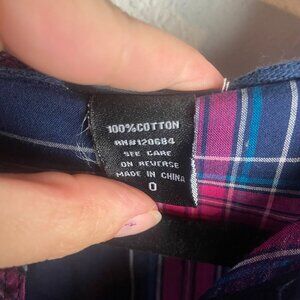 100%COTTON
RN#120684
SEE CARE
ON REVERSE
MADE IN CHINA
0